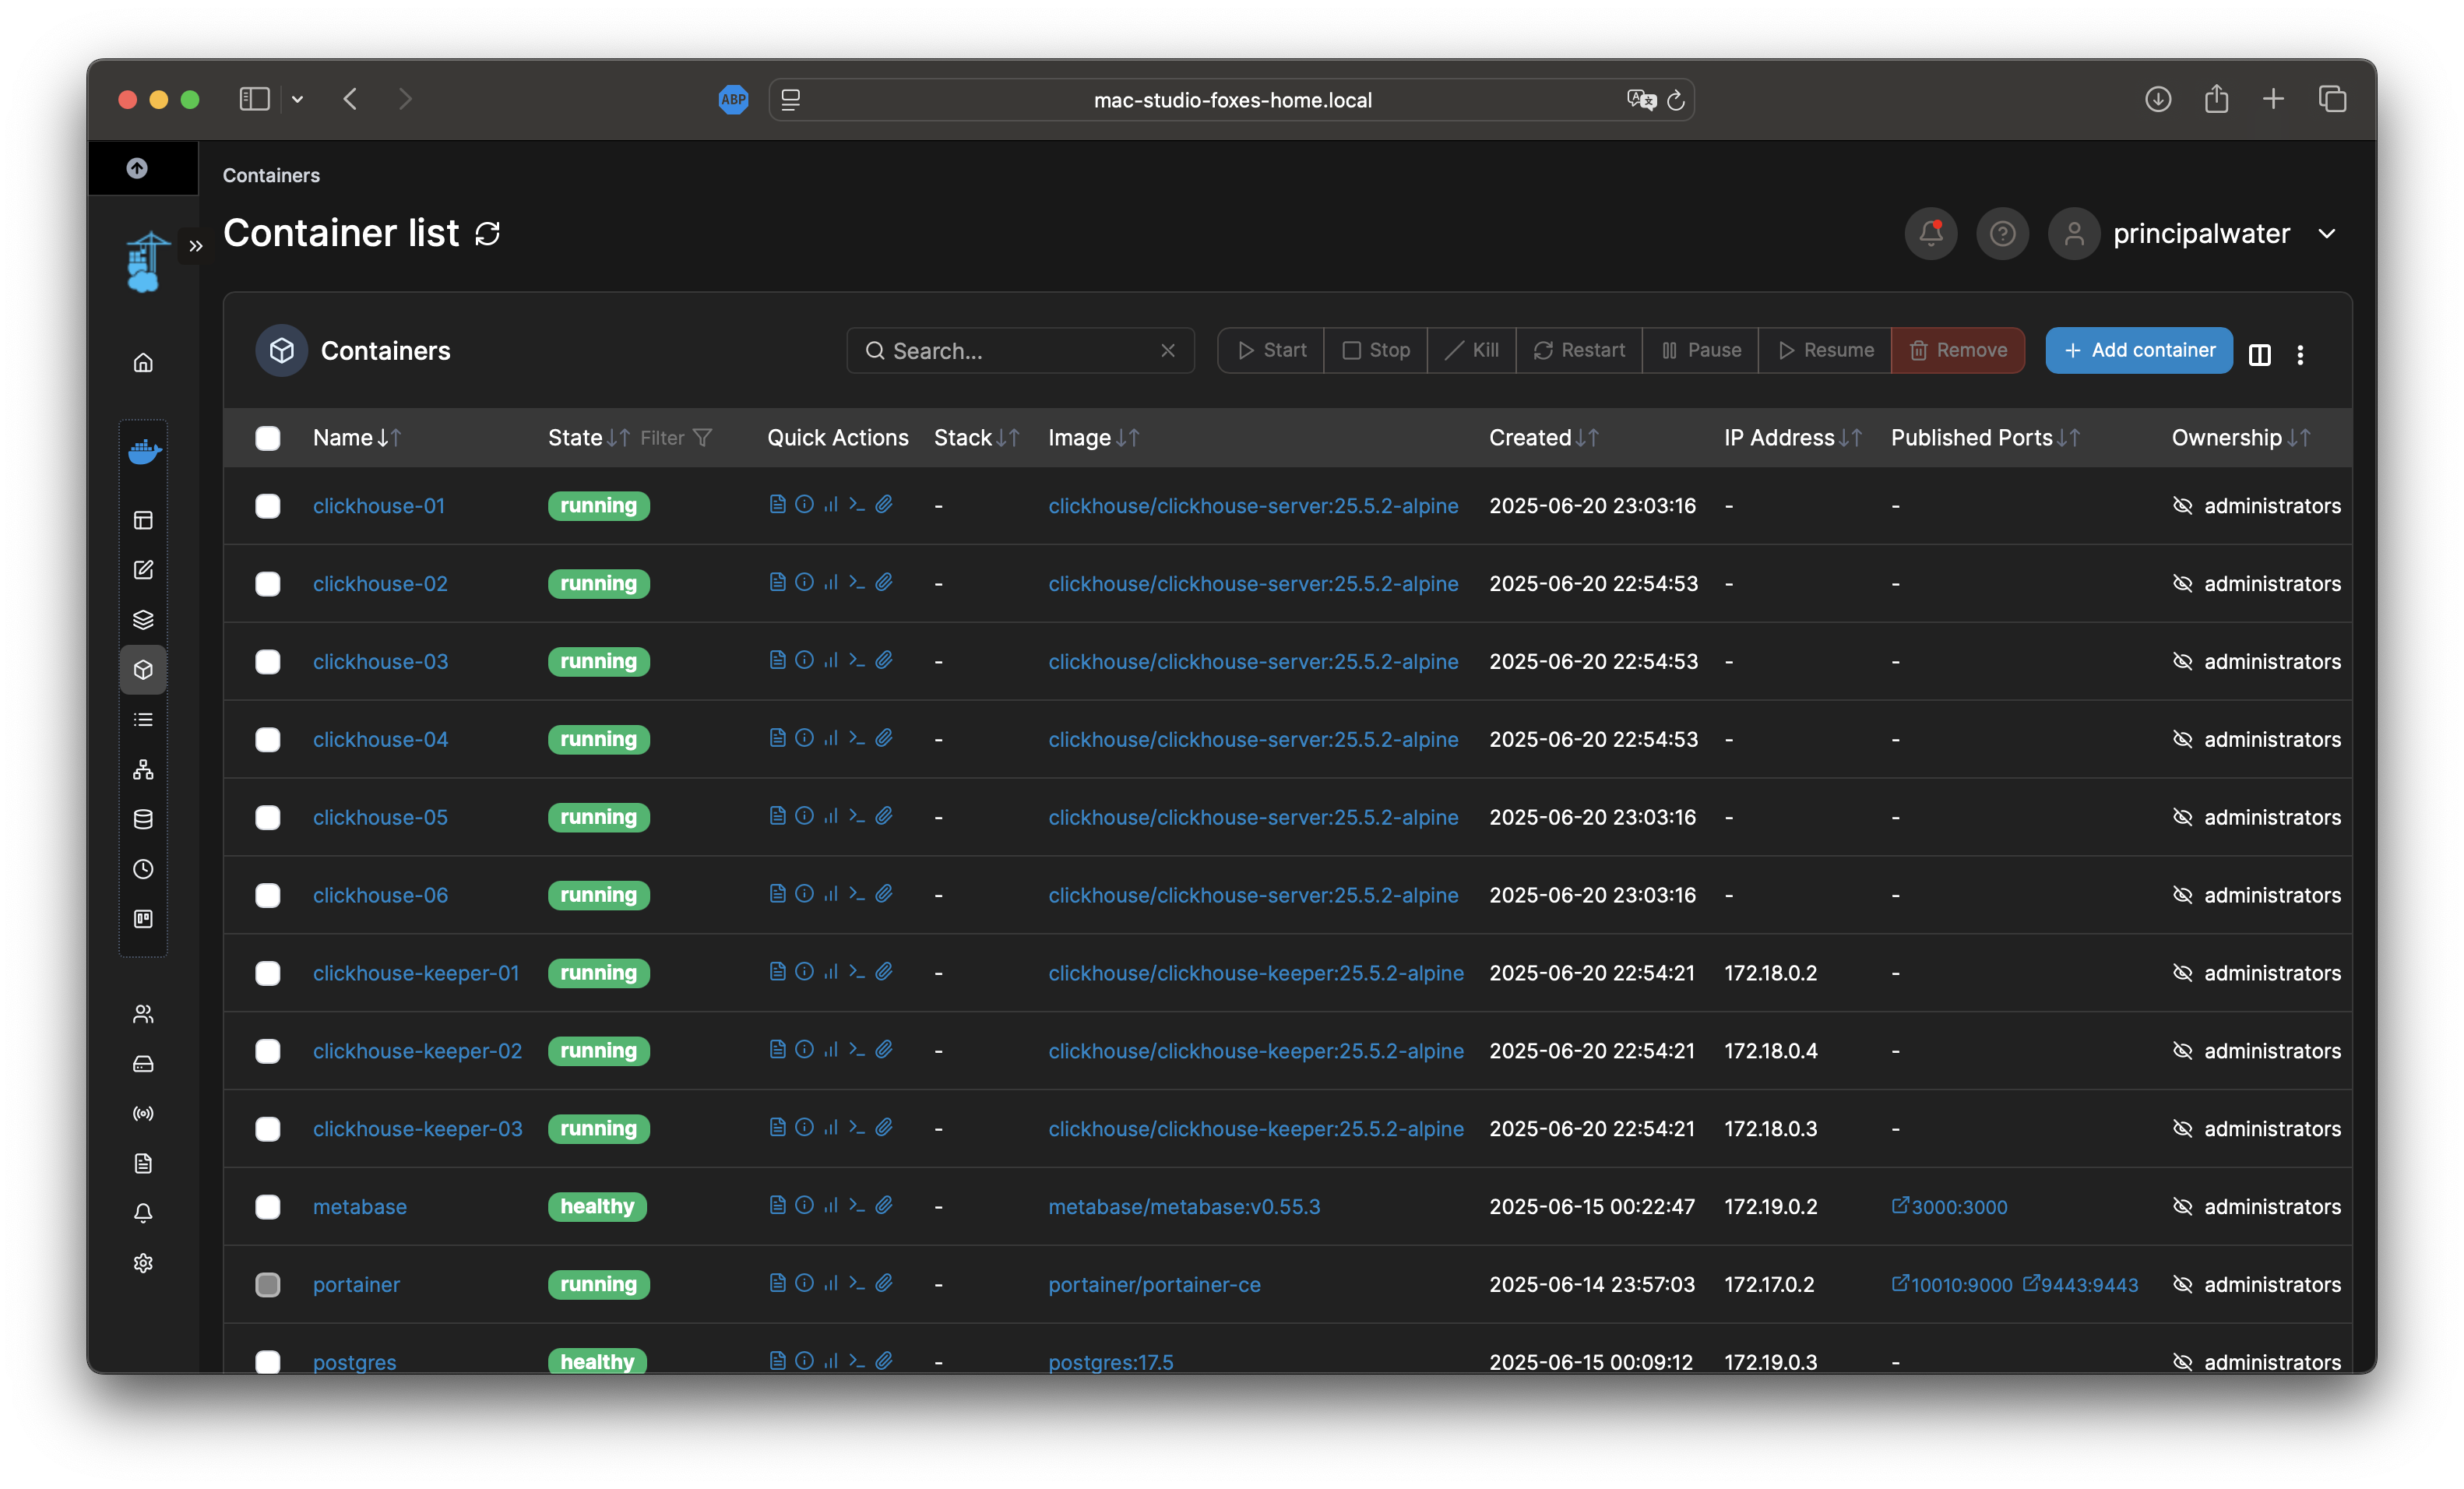 ABP
mac-studio-foxes-home.local
Containers
Container list
principalwater
Containers
Search...
Start Stop Kill Restart Pause Resume Remove
Add container
Name State Filter Quick Actions Stack Image Created IP Address Published Ports Ownership
clickhouse-01 running - clickhouse/clickhouse-server:25.5.2-alpine 2025-06-20 23:03:16 - - administrators
clickhouse-02 running - clickhouse/clickhouse-server:25.5.2-alpine 2025-06-20 22:54:53 - - administrators
clickhouse-03 running - clickhouse/clickhouse-server:25.5.2-alpine 2025-06-20 22:54:53 - - administrators
clickhouse-04 running - clickhouse/clickhouse-server:25.5.2-alpine 2025-06-20 22:54:53 - - administrators
clickhouse-05 running - clickhouse/clickhouse-server:25.5.2-alpine 2025-06-20 23:03:16 - - administrators
clickhouse-06 running - clickhouse/clickhouse-server:25.5.2-alpine 2025-06-20 23:03:16 - - administrators
clickhouse-keeper-01 running - clickhouse/clickhouse-keeper:25.5.2-alpine 2025-06-20 22:54:21 172.18.0.2 - administrators
clickhouse-keeper-02 running - clickhouse/clickhouse-keeper:25.5.2-alpine 2025-06-20 22:54:21 172.18.0.4 - administrators
clickhouse-keeper-03 running - clickhouse/clickhouse-keeper:25.5.2-alpine 2025-06-20 22:54:21 172.18.0.3 - administrators
metabase healthy - metabase/metabase:v0.55.3 2025-06-15 00:22:47 172.19.0.2 3000:3000 administrators
portainer running - portainer/portainer-ce 2025-06-14 23:57:03 172.17.0.2 10010:9000 9443:9443 administrators
postgres healthy - postgres:17.5 2025-06-15 00:09:12 172.19.0.3 - administrators